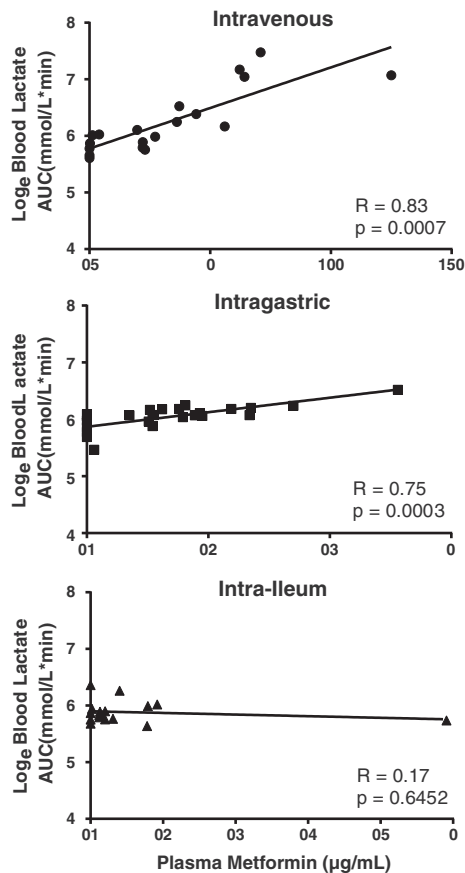 Intravenous
Log_e Blood Lactate
AUC(mmol/L*min)
8
7
6
5
4
R = 0.83
p = 0.0007
05 0 100 150
Intragastric
Log_e BloodL actate
AUC(mmol/L*min)
8
7
6
5
4
R = 0.75
p = 0.0003
01 02 03 0
Intra-Ileum
Log_e Blood Lactate
AUC(mmol/L*min)
8
7
6
5
4
R = 0.17
p = 0.6452
01 02 03 04 05 0
Plasma Metformin (μg/mL)